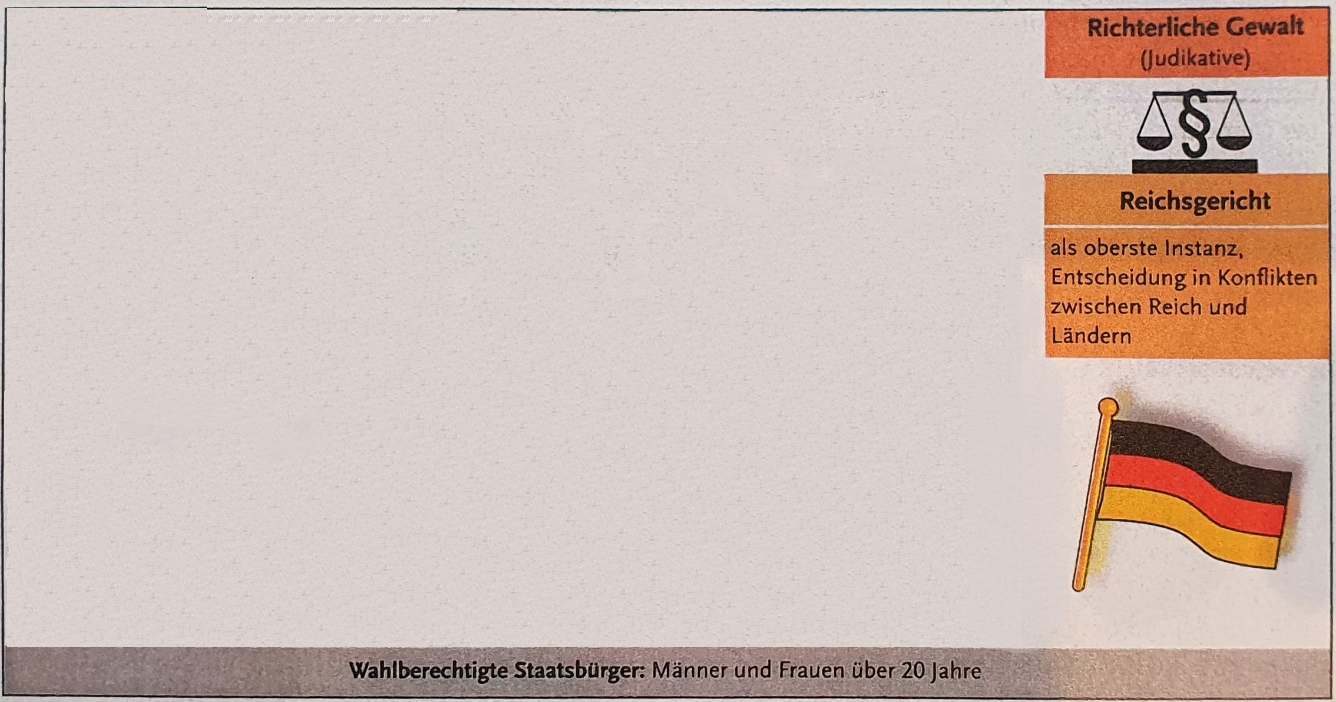 Richterliche Gewalt
(Judikative)
§
Reichsgericht
als oberste Instanz,
Entscheidung in Konflikten
zwischen Reich und
Ländern
Wahlberechtigte Staatsbürger: Männer und Frauen über 20 Jahre